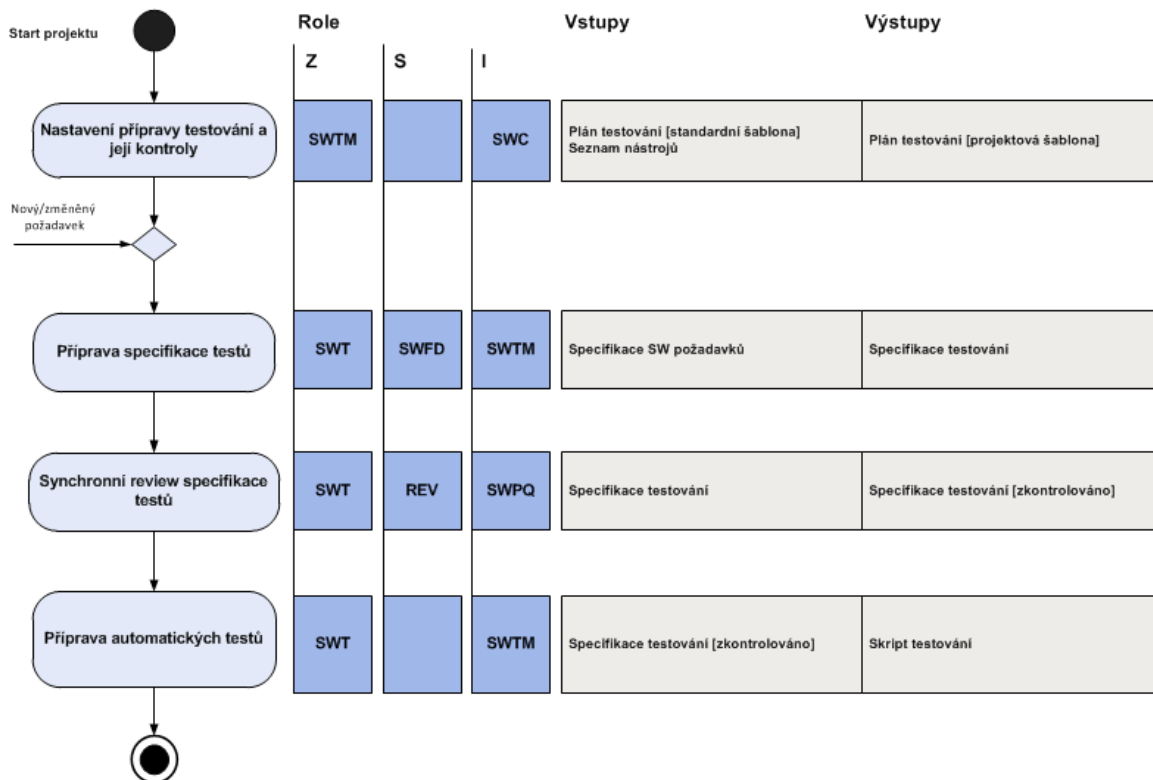 Role
Vstupy
Výstupy
Start projektu
Z
S
I
Nastavení přípravy testování a
její kontroly
SWTM
SWC
Plán testování [standardní šablona]
Seznam nástrojů
Plán testování [projektová šablona]
Nový/změněný
požadavek
Příprava specifikace testů
SWT
SWFD
SWTM
Specifikace SW požadavků
Specifikace testování
Synchronní review specifikace
testů
SWT
REV
SWPQ
Specifikace testování
Specifikace testování [zkontrolováno]
Příprava automatických testů
SWT
SWTM
Specifikace testování [zkontrolováno]
Skript testování